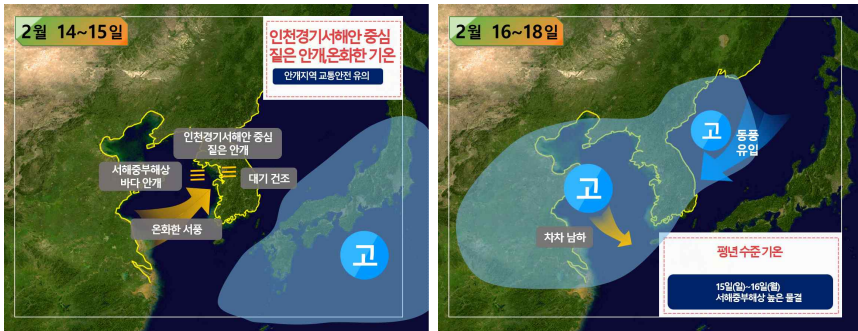 2월 14~15일
인천경기서해안 중심
짙은 안개,온화한 기온
안개지역 교통안전 유의
인천경기서해안 중심
짙은 안개
서해중부해상
바다 안개
대기 건조
온화한 서풍
고
2월 16~18일
고
동풍
유입
고
차차 남하
평년 수준 기온
15일(일)~16일(월)
서해중부해상 높은 물결